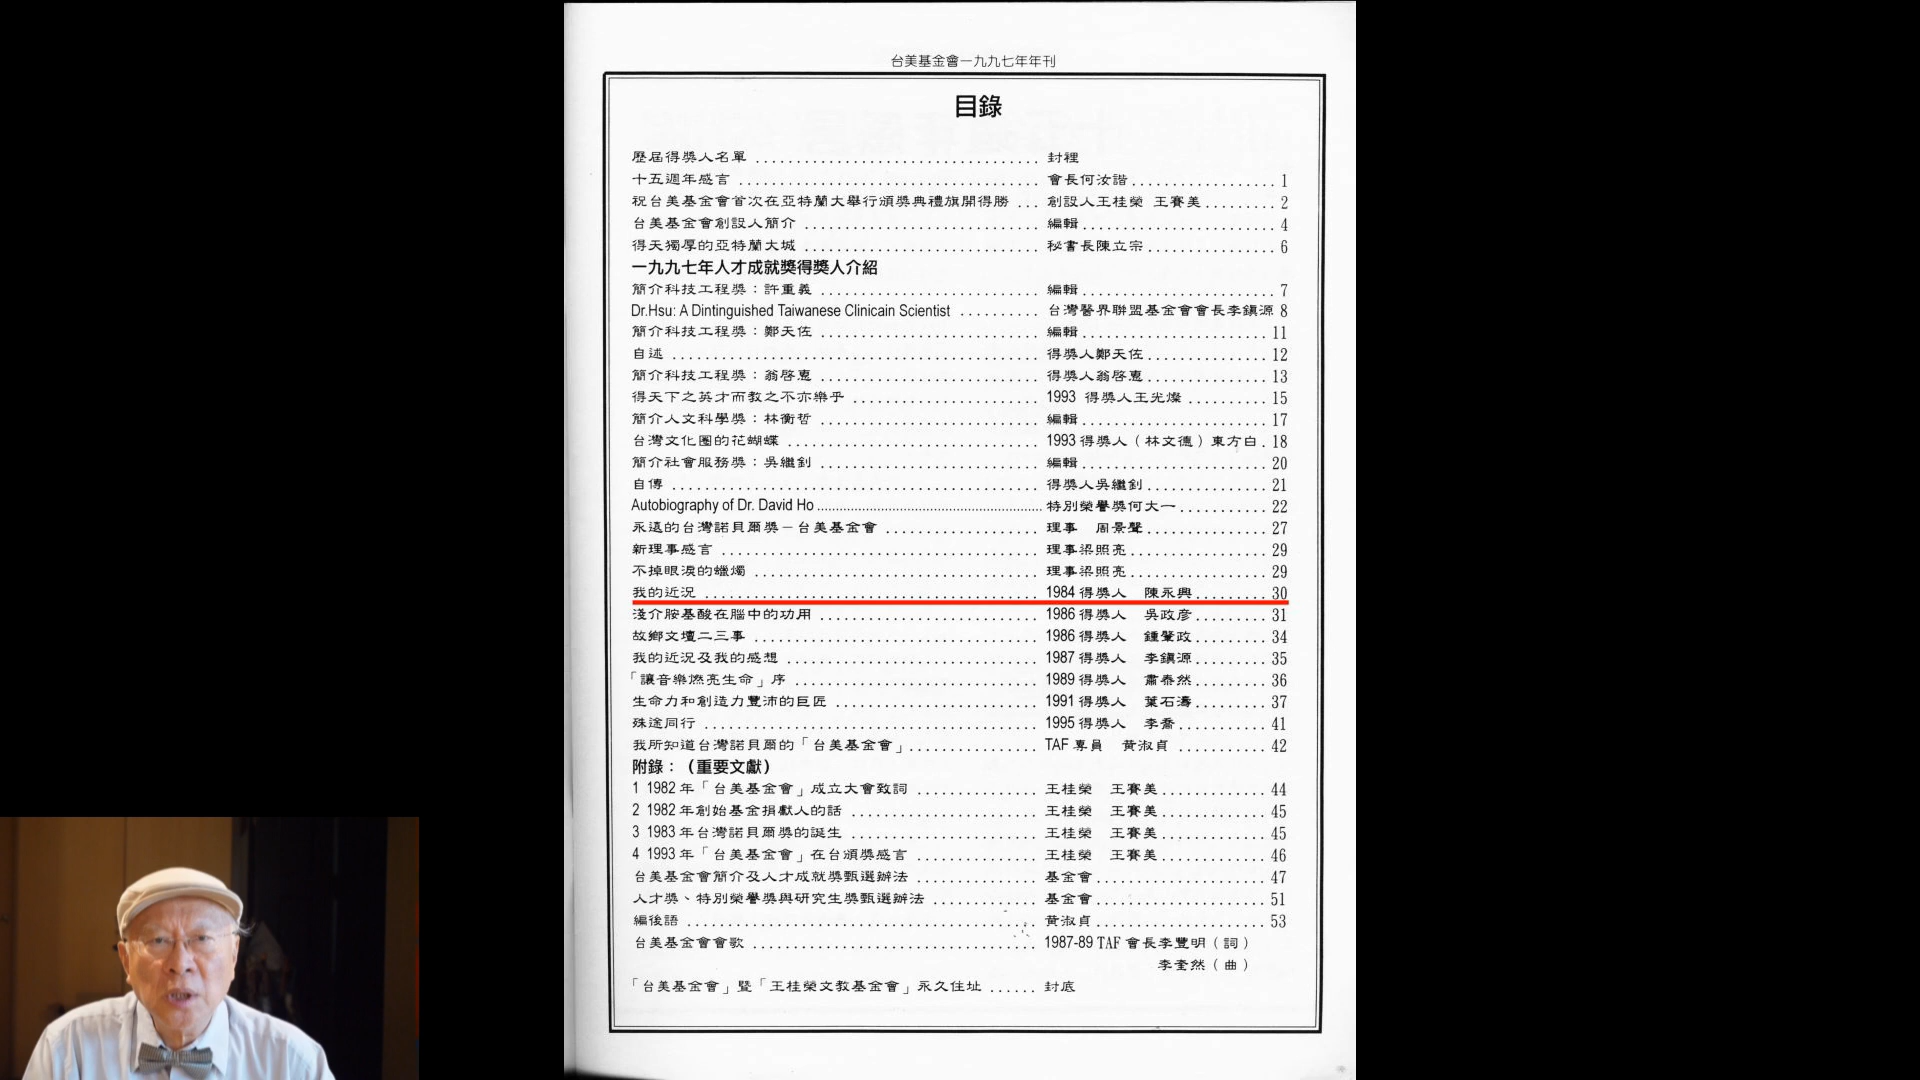 台美基金會一九九七年年刊
目錄
歷屆得獎人名單 ........ 封裡
十五週年感言 ........ 會長何汝諧 ........ 1
祝台美基金會首次在亞特蘭大舉行頒獎典禮旗開得勝 ... 創設人王桂榮 王賽美 ........ 2
台美基金會創設人簡介 ........ 編輯 ........ 4
得天獨厚的亞特蘭大城 ........ 秘書長陳立宗 ........ 6
一九九七年人才成就獎得獎人介紹
簡介科技工程獎：許重義 ........ 編輯 ........ 7
Dr.Hsu: A Dintinguished Taiwanese Clinicain Scientist ........ 台灣醫界聯盟基金會會長李鎮源 8
簡介科技工程獎：鄭天佐 ........ 編輯 ........ 11
自述 ........ 得獎人鄭天佐 ........ 12
簡介科技工程獎：翁啓惠 ........ 得獎人翁啓惠 ........ 13
得天下之英才而教之不亦樂乎 ........ 1993 得獎人王光燦 ........ 15
簡介人文科學獎：林衡哲 ........ 編輯 ........ 17
台灣文化圈的花蝴蝶 ........ 1993 得獎人（林文德）東方白 . 18
簡介社會服務獎：吳繼釗 ........ 編輯 ........ 20
自傳 ........ 得獎人吳繼釗 ........ 21
Autobiography of Dr. David Ho ........ 特別榮譽獎何大一 ........ 22
永遠的台灣諾貝爾獎－台美基金會 ........ 理事 周景聲 ........ 27
新理事感言 ........ 理事梁照亮 ........ 29
不掉眼淚的蠟燭 ........ 理事梁照亮 ........ 29
我的近況 ........ 1984 得獎人 陳永興 ........ 30
淺介胺基酸在腦中的功用 ........ 1986 得獎人 吳政彦 ........ 31
故鄉文壇二三事 ........ 1986 得獎人 鍾肇政 ........ 34
我的近況及我的感想 ........ 1987 得獎人 李鎮源 ........ 35
「讓音樂燃亮生命」序 ........ 1989 得獎人 蕭泰然 ........ 36
生命力和創造力豐沛的巨匠 ........ 1991 得獎人 葉石濤 ........ 37
殊途同行 ........ 1995 得獎人 李喬 ........ 41
我所知道台灣諾貝爾的「台美基金會」 ........ TAF 專員 黃淑貞 ........ 42
附錄：（重要文獻）
1 1982 年「台美基金會」成立大會致詞 ........ 王桂榮 王賽美 ........ 44
2 1982 年創始基金捐獻人的話 ........ 王桂榮 王賽美 ........ 45
3 1983 年台灣諾貝爾獎的誕生 ........ 王桂榮 王賽美 ........ 45
4 1993 年「台美基金會」在台頒獎感言 ........ 王桂榮 王賽美 ........ 46
台美基金會簡介及人才成就獎甄選辦法 ........ 基金會 ........ 47
人才獎、特別榮譽獎與研究生獎甄選辦法 ........ 基金會 ........ 51
編後語 ........ 黃淑貞 ........ 53
台美基金會會歌 ........ 1987-89 TAF 會長李豐明（詞）
李奎然（曲）
「台美基金會」暨「王桂榮文教基金會」永久住址 ...... 封底